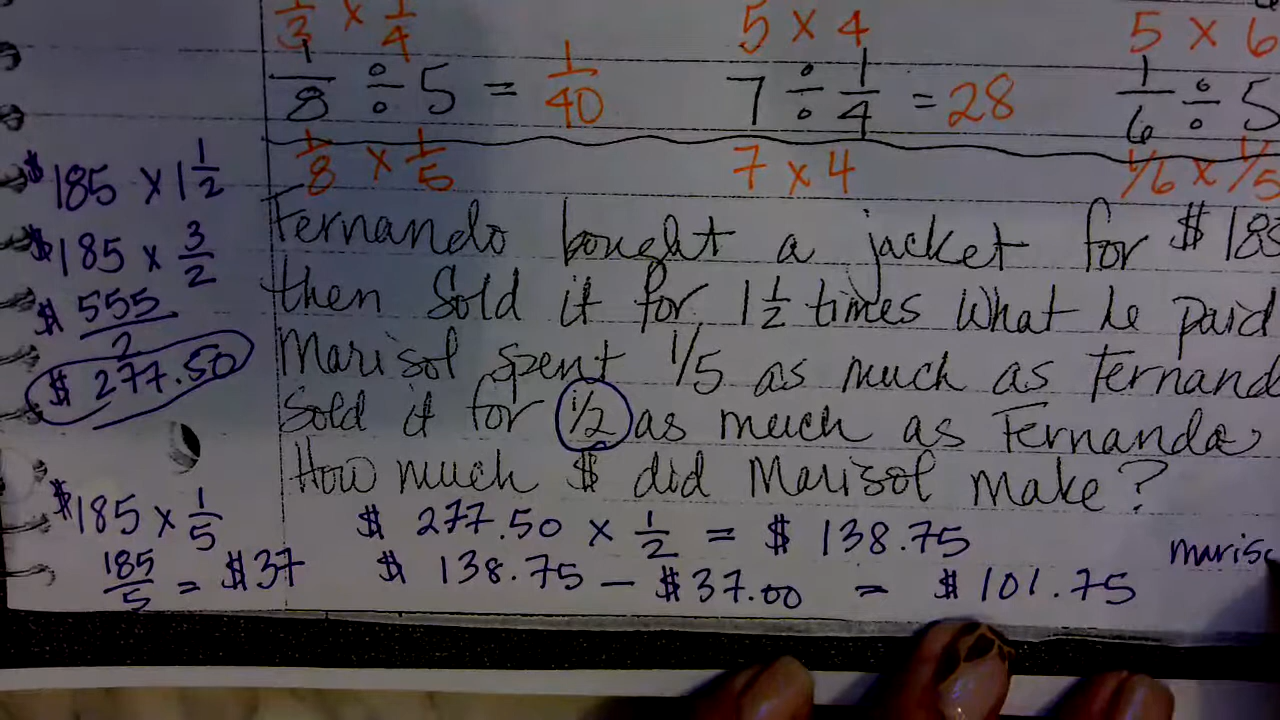 1/3 × 1/4 5 × 4 5 × 6
1/8 ÷ 5 = 1/40 7 ÷ 1/4 = 28 1/6 ÷ 5
1/8 × 1/5 7 × 4 1/6 × 1/5
$185 × 1 1/2
$185 × 3/2
$ 555/2
$ 277.50
Fernando bought a jacket for $ 185
then Sold it for 1 1/2 times What he paid
Marisol spent 1/5 as much as Fernand
Sold it for 1/2 as much as Fernando,
How much $ did Marisol make?
$185 × 1/5
185/5 = $37
$ 277.50 × 1/2 = $ 138.75
$ 138.75 - $37.00 = $ 101.75
maris